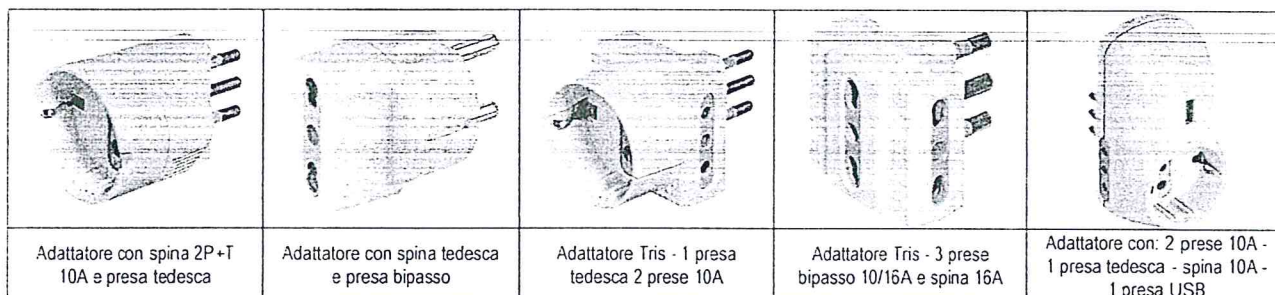 Adattatore con spina 2P+T
10A e presa tedesca
Adattatore con spina tedesca
e presa bipasso
Adattatore Tris - 1 presa
tedesca 2 prese 10A
Adattatore Tris - 3 prese
bipasso 10/16A e spina 16A
Adattatore con: 2 prese 10A -
1 presa tedesca - spina 10A -
1 presa USB